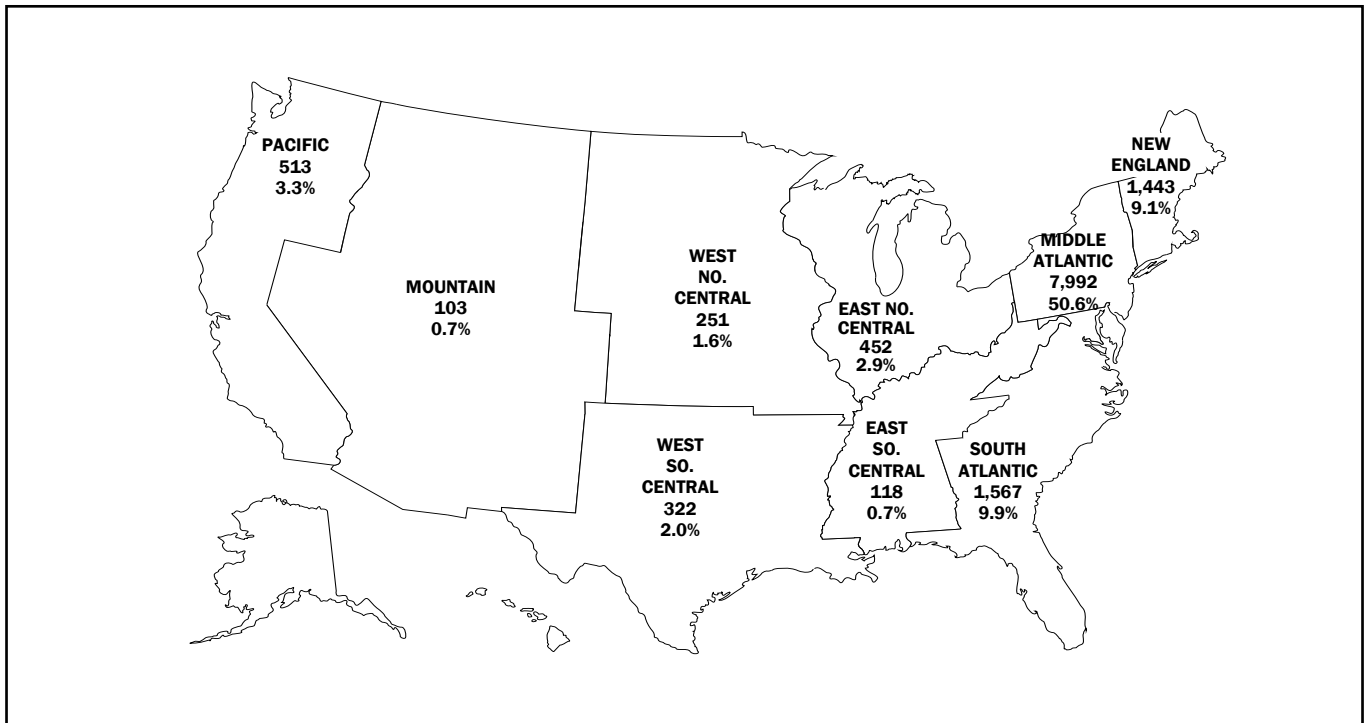 PACIFIC
513
3.3%
MOUNTAIN
103
0.7%
WEST
NO.
CENTRAL
251
1.6%
EAST NO.
CENTRAL
452
2.9%
NEW
ENGLAND
1,443
9.1%
MIDDLE
ATLANTIC
7,992
50.6%
WEST
SO.
CENTRAL
322
2.0%
EAST
SO.
CENTRAL
118
0.7%
SOUTH
ATLANTIC
1,567
9.9%